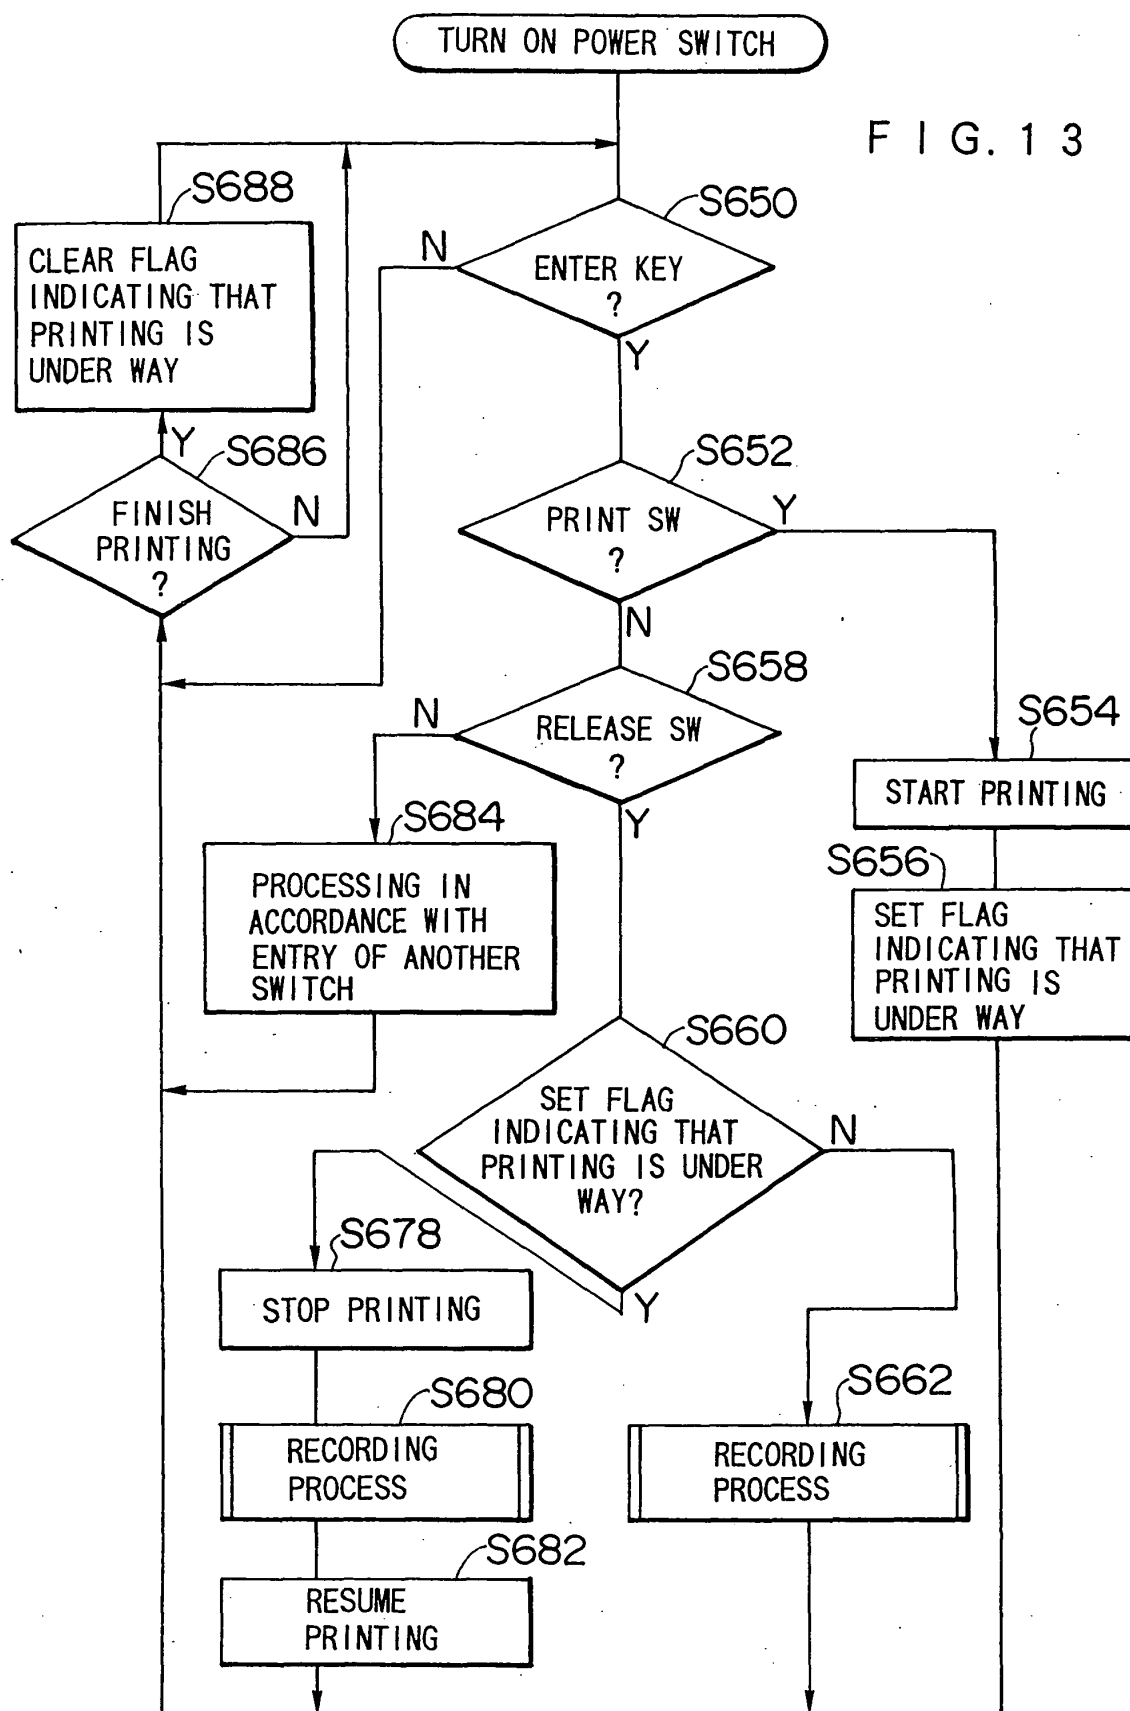 TURN ON POWER SWITCH
FIG. 13
S688
S650
CLEAR FLAG
INDICATING THAT
PRINTING IS
UNDER WAY
N
ENTER KEY
?
Y
Y
S686
S652
FINISH
PRINTING
?
N
PRINT SW
?
Y
N
S658
N
RELEASE SW
?
S654
Y
START PRINTING
S684
S656
PROCESSING IN
ACCORDANCE WITH
ENTRY OF ANOTHER
SWITCH
SET FLAG
INDICATING THAT
PRINTING IS
UNDER WAY
S660
SET FLAG
INDICATING THAT
PRINTING IS UNDER
WAY?
N
S678
Y
STOP PRINTING
S680
S662
RECORDING
PROCESS
RECORDING
PROCESS
S682
RESUME
PRINTING